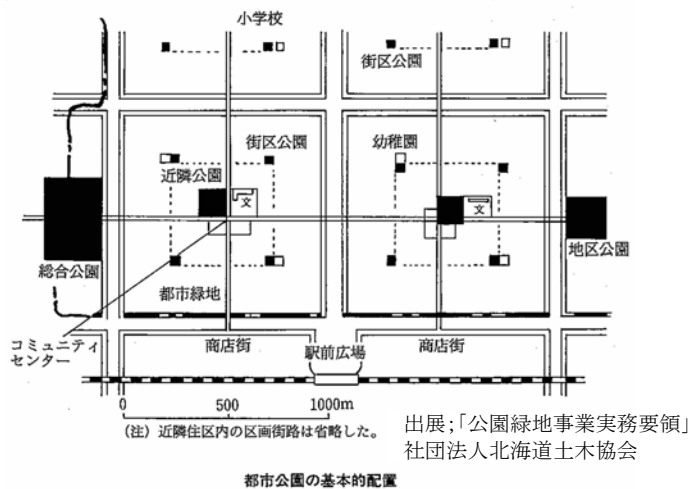 小学校
街区公園
街区公園
幼稚園
近隣公園
文
文
総合公園
地区公園
都市緑地
コミュニティ
センター
商店街
駅前広場
商店街
0 500 1000m
(注) 近隣住区内の区画街路は省略した。
出展;「公園緑地事業実務要領」
社団法人北海道土木協会
都市公園の基本的配置